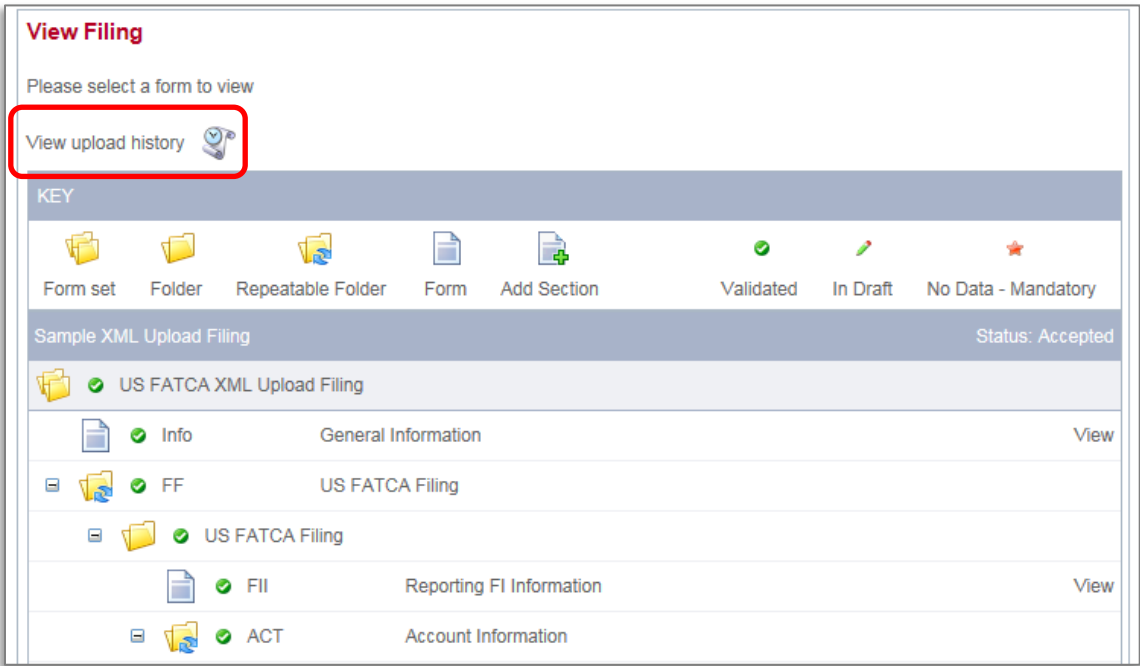 View Filing
Please select a form to view
View upload history
KEY
Form set Folder Repeatable Folder Form Add Section Validated In Draft No Data - Mandatory
Sample XML Upload Filing Status: Accepted
US FATCA XML Upload Filing
Info General Information View
FF US FATCA Filing
US FATCA Filing
FII Reporting FI Information View
ACT Account Information